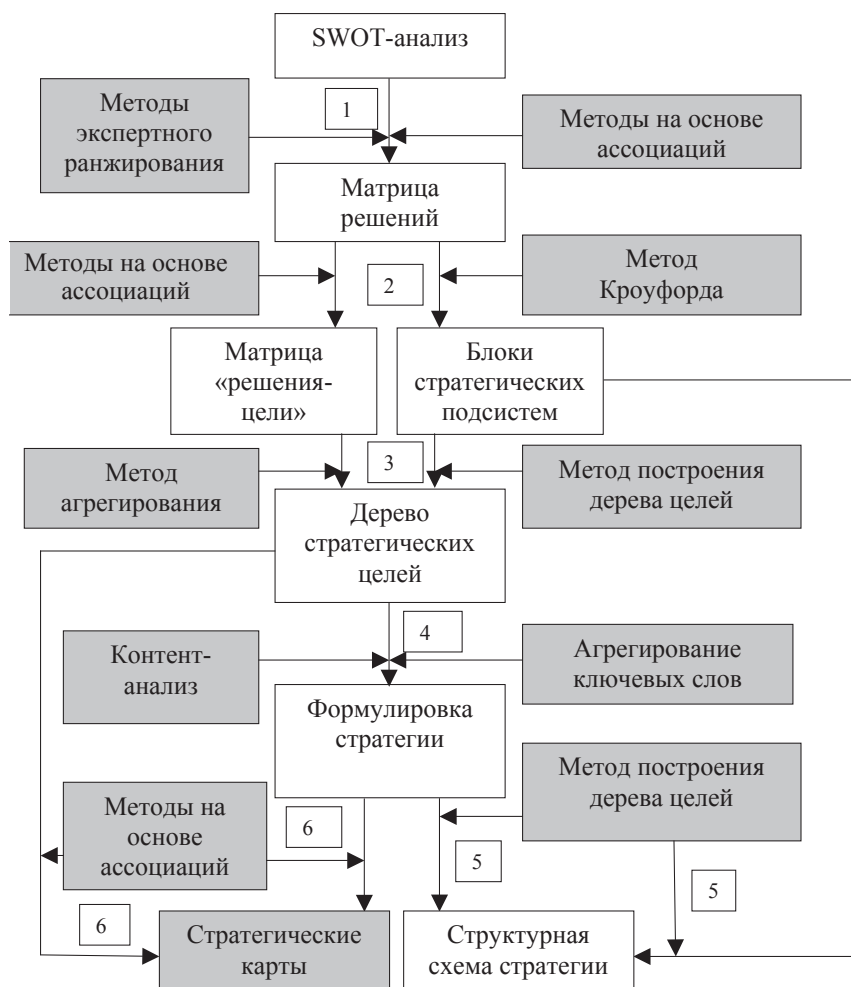 SWOT-анализ
Методы
экспертного
ранжирования
1
Методы на основе
ассоциаций
Матрица
решений
Методы на основе
ассоциаций
2
Метод
Кроуфорда
Матрица
«решения-
цели»
Блоки
стратегических
подсистем
Метод
агрегирования
3
Метод построения
дерева целей
Дерево
стратегических
целей
4
Контент-
анализ
Агрегирование
ключевых слов
Формулировка
стратегии
Метод построения
дерева целей
Методы на
основе
ассоциаций
6
5
5
6
Стратегические
карты
Структурная
схема стратегии